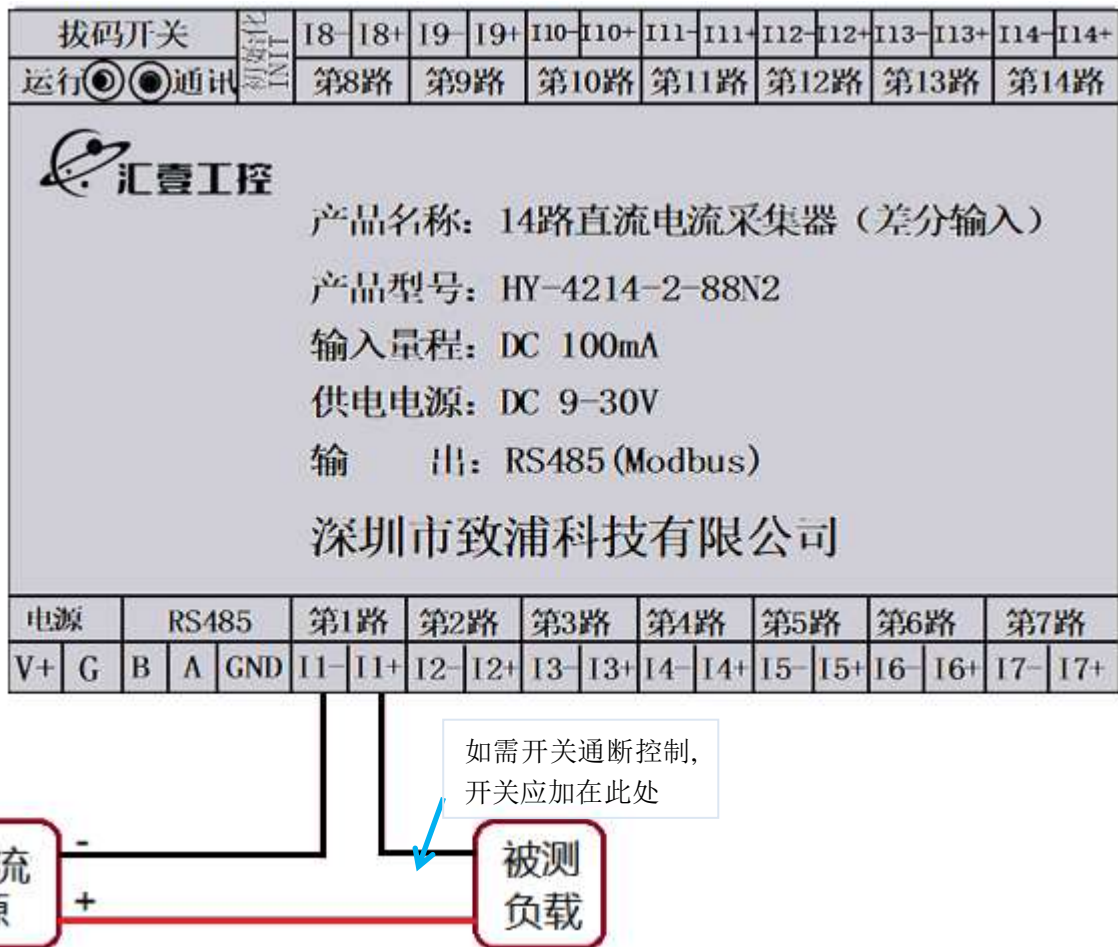 拔码开关
初始化
INIT
I8- I8+ I9- I9+ I10- I10+ I11- I11+ I12- I12+ I13- I13+ I14- I14+
运行 通讯
第8路 第9路 第10路 第11路 第12路 第13路 第14路
汇壹工控
产品名称：14路直流电流采集器（差分输入）
产品型号：HY-4214-2-88N2
输入量程：DC 100mA
供电电源：DC 9-30V
输 出：RS485(Modbus)
深圳市致浦科技有限公司
电源 RS485 第1路 第2路 第3路 第4路 第5路 第6路 第7路
V+ G B A GND I1- I1+ I2- I2+ I3- I3+ I4- I4+ I5- I5+ I6- I6+ I7- I7+
如需开关通断控制,
开关应加在此处
-
流
源
+
被测
负载